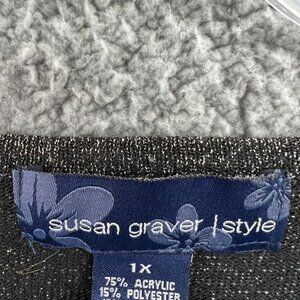 susan graver | style
1X
75% ACRYLIC
15% POLYESTER